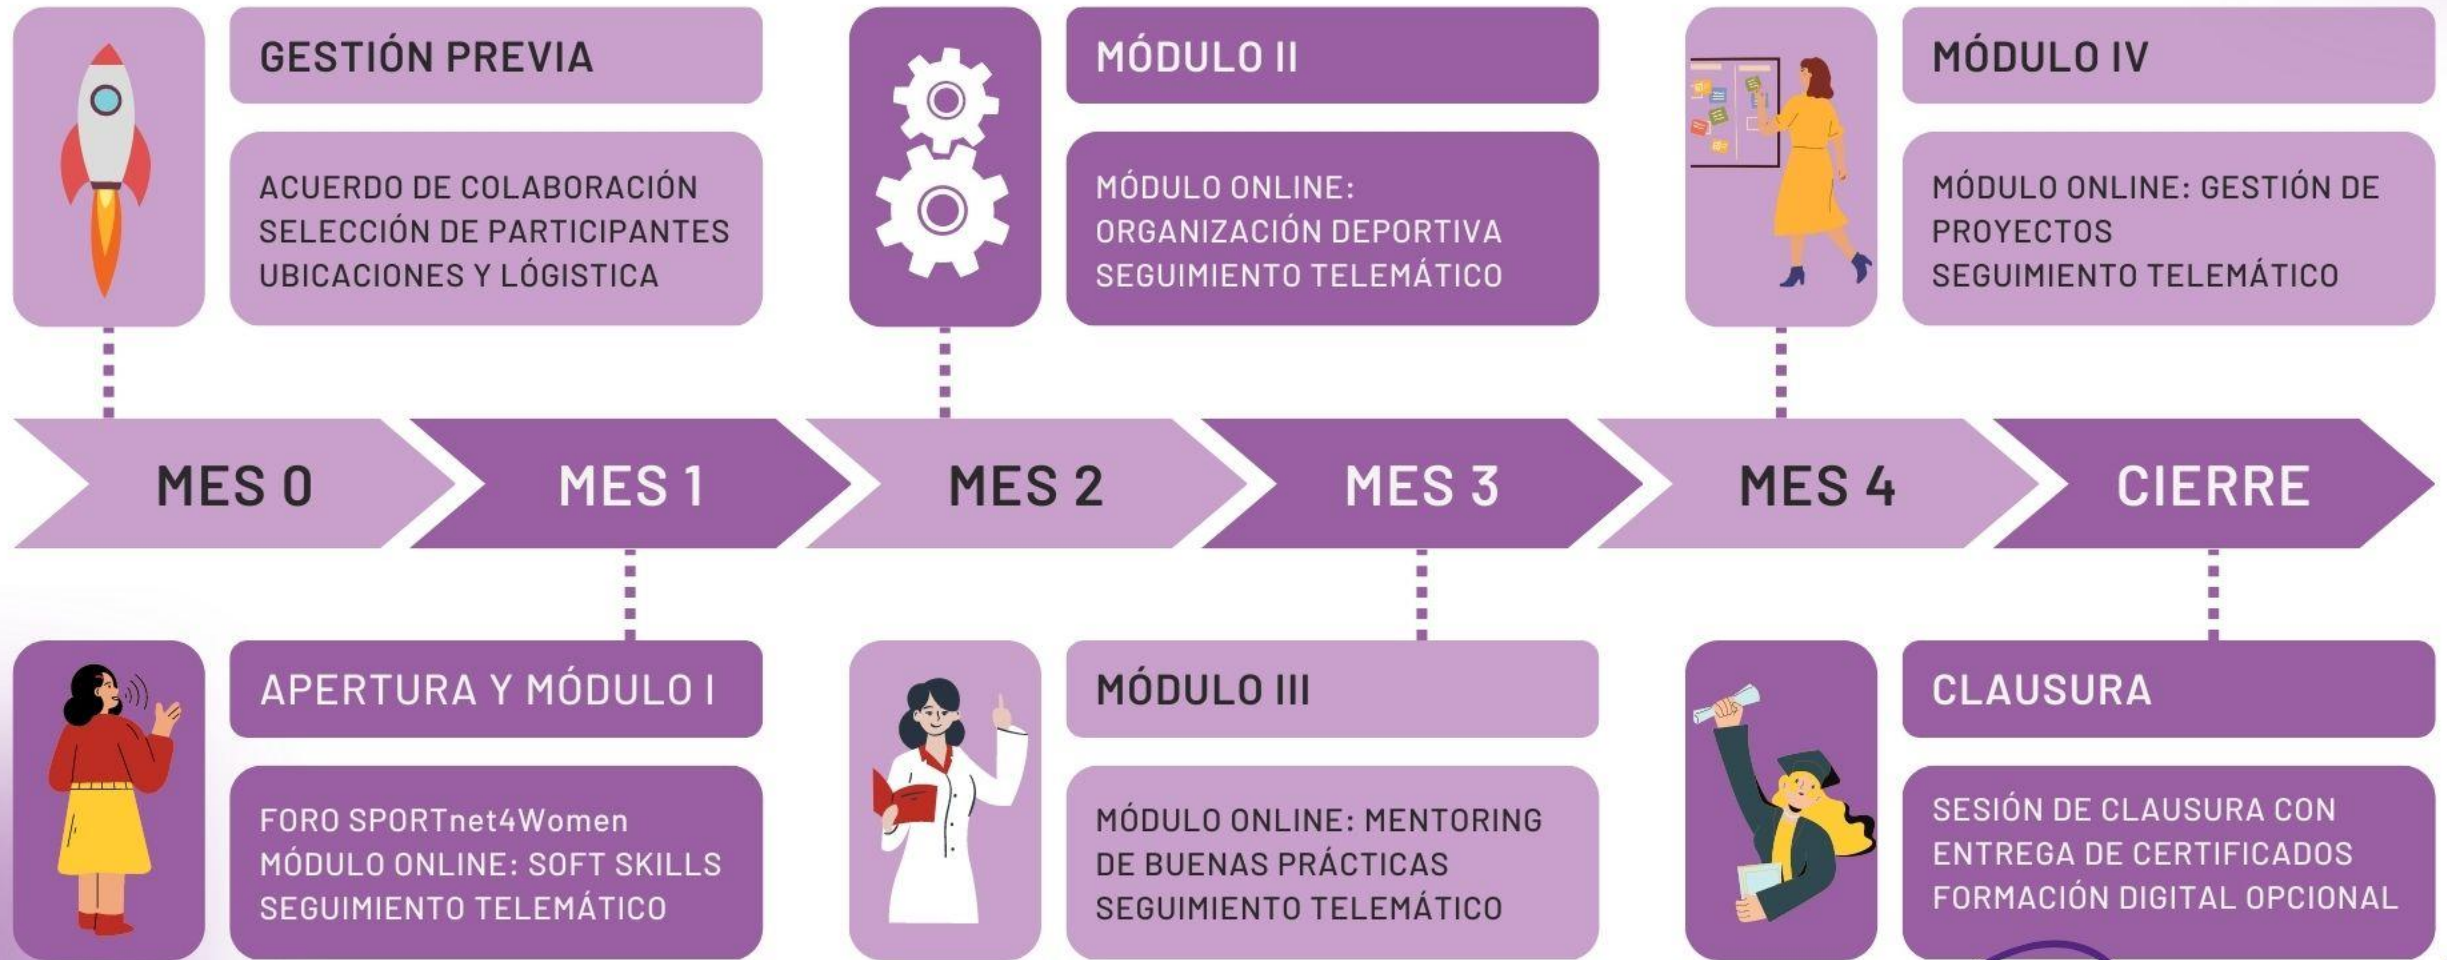 GESTIÓN PREVIA
ACUERDO DE COLABORACIÓN
SELECCIÓN DE PARTICIPANTES
UBICACIONES Y LÓGISTICA
MÓDULO II
MÓDULO ONLINE:
ORGANIZACIÓN DEPORTIVA
SEGUIMIENTO TELEMÁTICO
MÓDULO IV
MÓDULO ONLINE: GESTIÓN DE
PROYECTOS
SEGUIMIENTO TELEMÁTICO
MES 0
MES 1
MES 2
MES 3
MES 4
CIERRE
APERTURA Y MÓDULO I
FORO SPORTnet4Women
MÓDULO ONLINE: SOFT SKILLS
SEGUIMIENTO TELEMÁTICO
MÓDULO III
MÓDULO ONLINE: MENTORING
DE BUENAS PRÁCTICAS
SEGUIMIENTO TELEMÁTICO
CLAUSURA
SESIÓN DE CLAUSURA CON
ENTREGA DE CERTIFICADOS
FORMACIÓN DIGITAL OPCIONAL